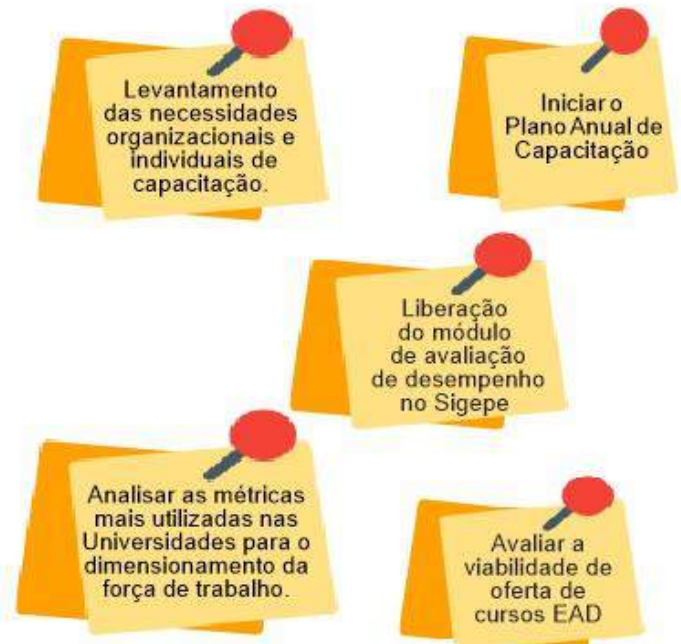 Levantamento
das necessidades
organizacionais e
individuais de
capacitação.
Iniciar o
Plano Anual de
Capacitação
Liberação
do módulo
de avaliação
de desempenho
no Sigepe
Analisar as métricas
mais utilizadas nas
Universidades para o
dimensionamento da
força de trabalho.
Avaliar a
viabilidade de
oferta de
cursos EAD